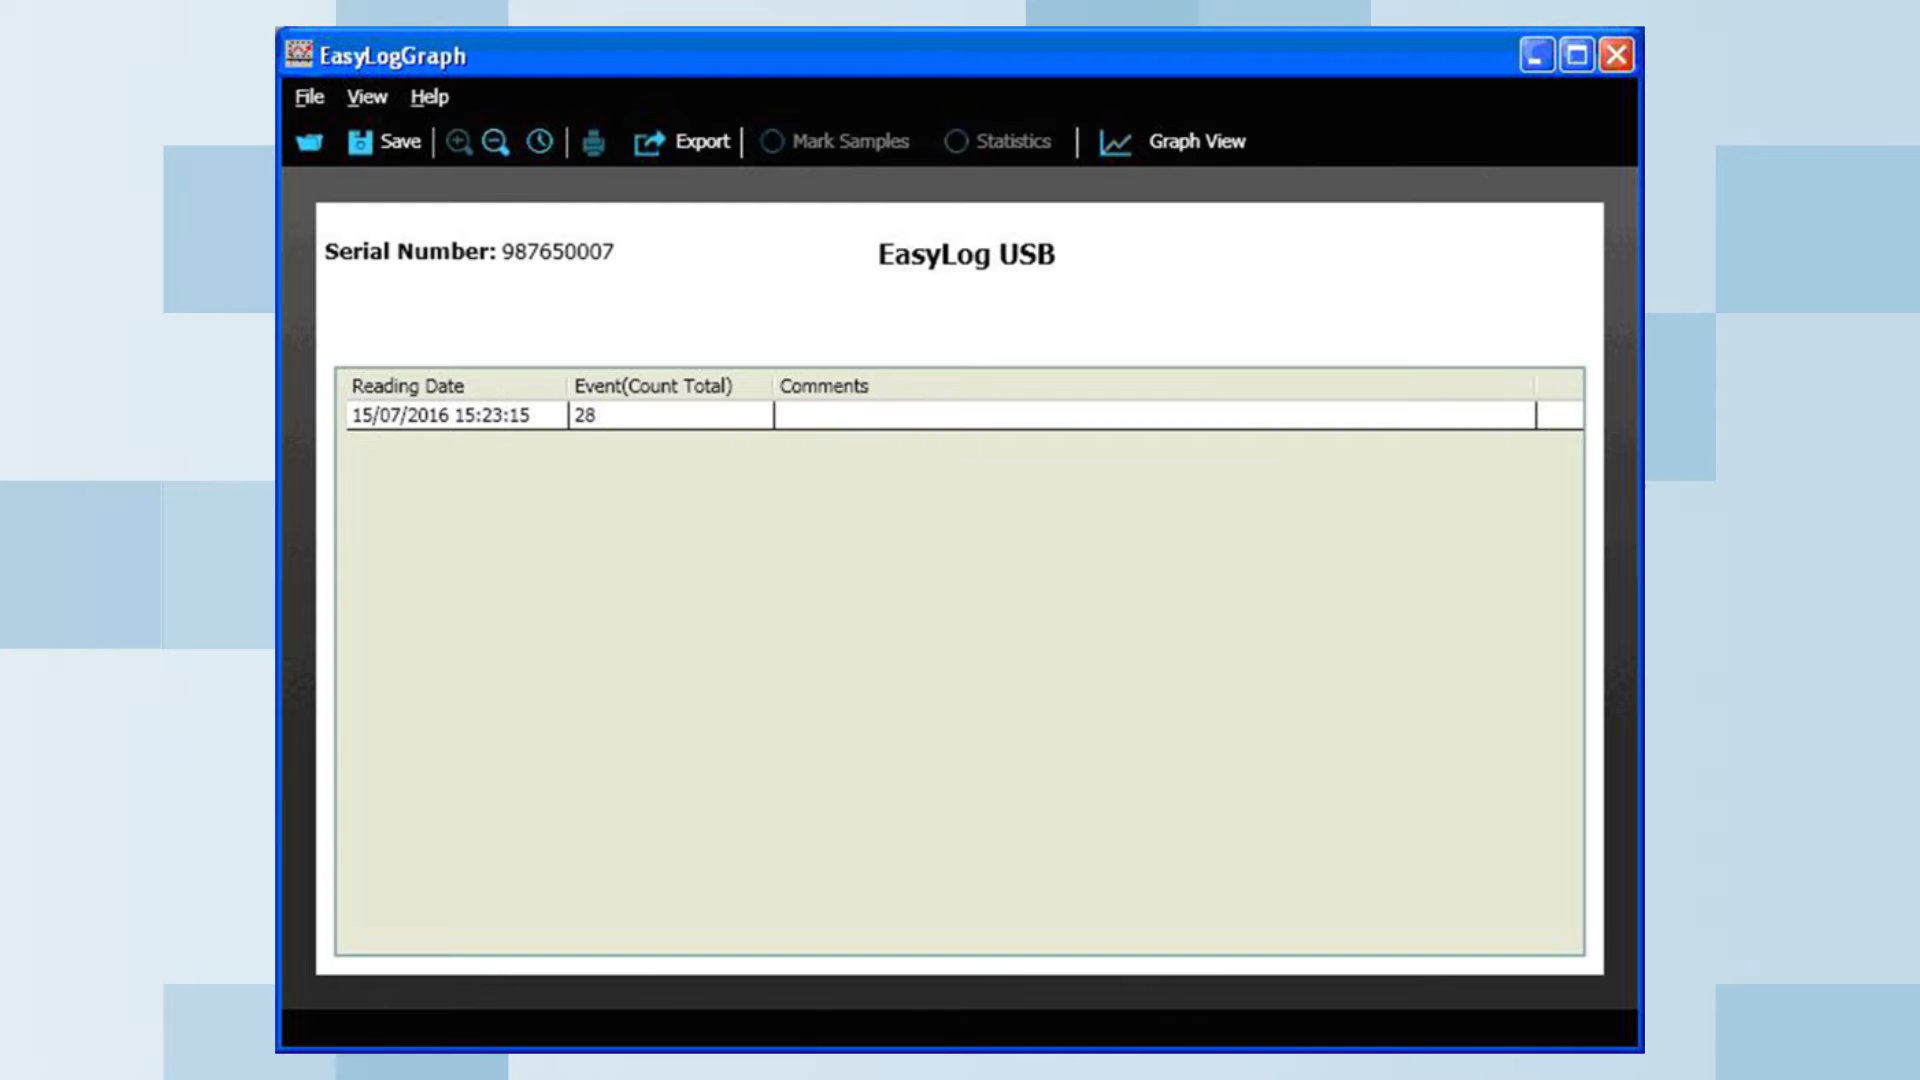 EasyLogGraph
File View Help
Save Export Mark Samples Statistics Graph View
Serial Number: 987650007 EasyLog USB
Reading Date Event(Count Total) Comments
15/07/2016 15:23:15 28